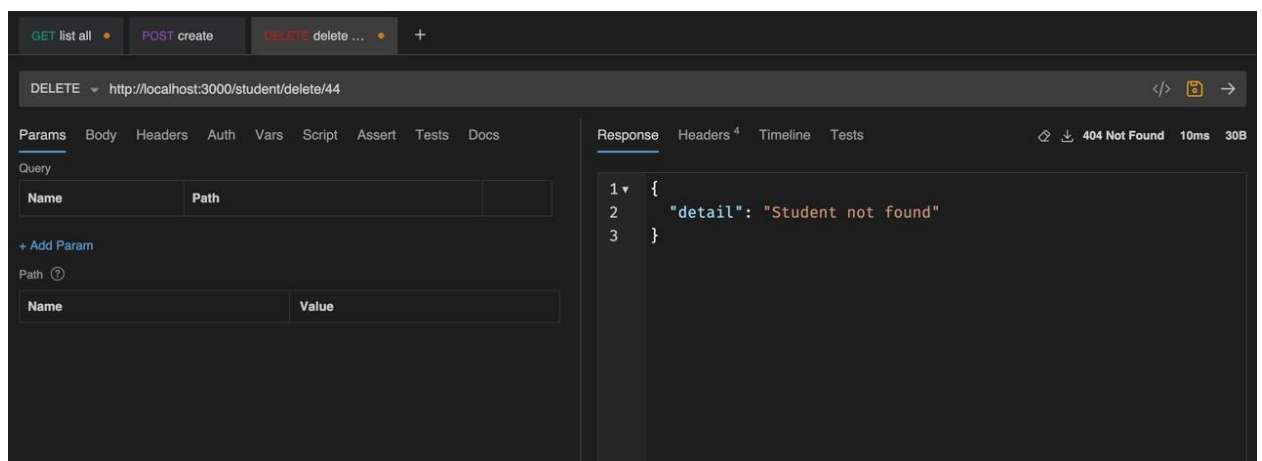 GET list all POST create DELETE delete ... +
DELETE http://localhost:3000/student/delete/44 </>
Params Body Headers Auth Vars Script Assert Tests Docs
Query
Name Path
+ Add Param
Path ?
Name Value
Response Headers 4 Timeline Tests 404 Not Found 10ms 30B
1 {
2 "detail": "Student not found"
3 }